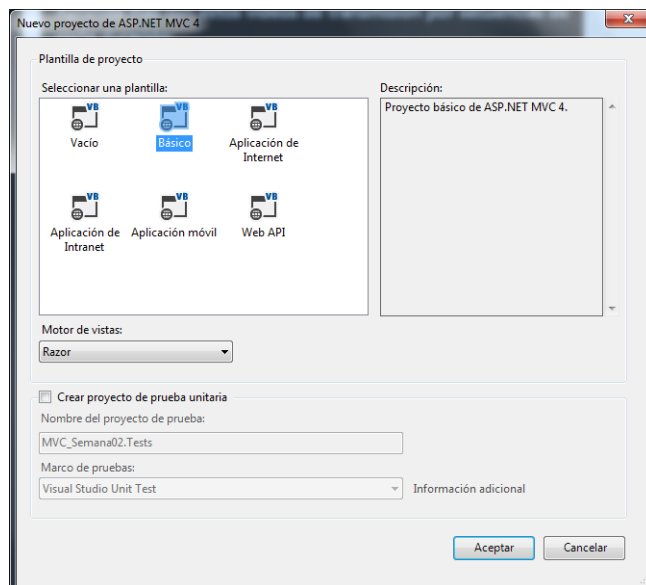 Nuevo proyecto de ASP.NET MVC 4
Plantilla de proyecto
Seleccionar una plantilla:
Descripción:
VB
VB
VB
Proyecto básico de ASP.NET MVC 4.
Vacío
Básico
Aplicación de
Internet
VB
VB
VB
Aplicación de
Intranet
Aplicación móvil
Web API
Motor de vistas:
Razor
Crear proyecto de prueba unitaria
Nombre del proyecto de prueba:
MVC_Semana02.Tests
Marco de pruebas:
Visual Studio Unit Test
Información adicional
Aceptar
Cancelar